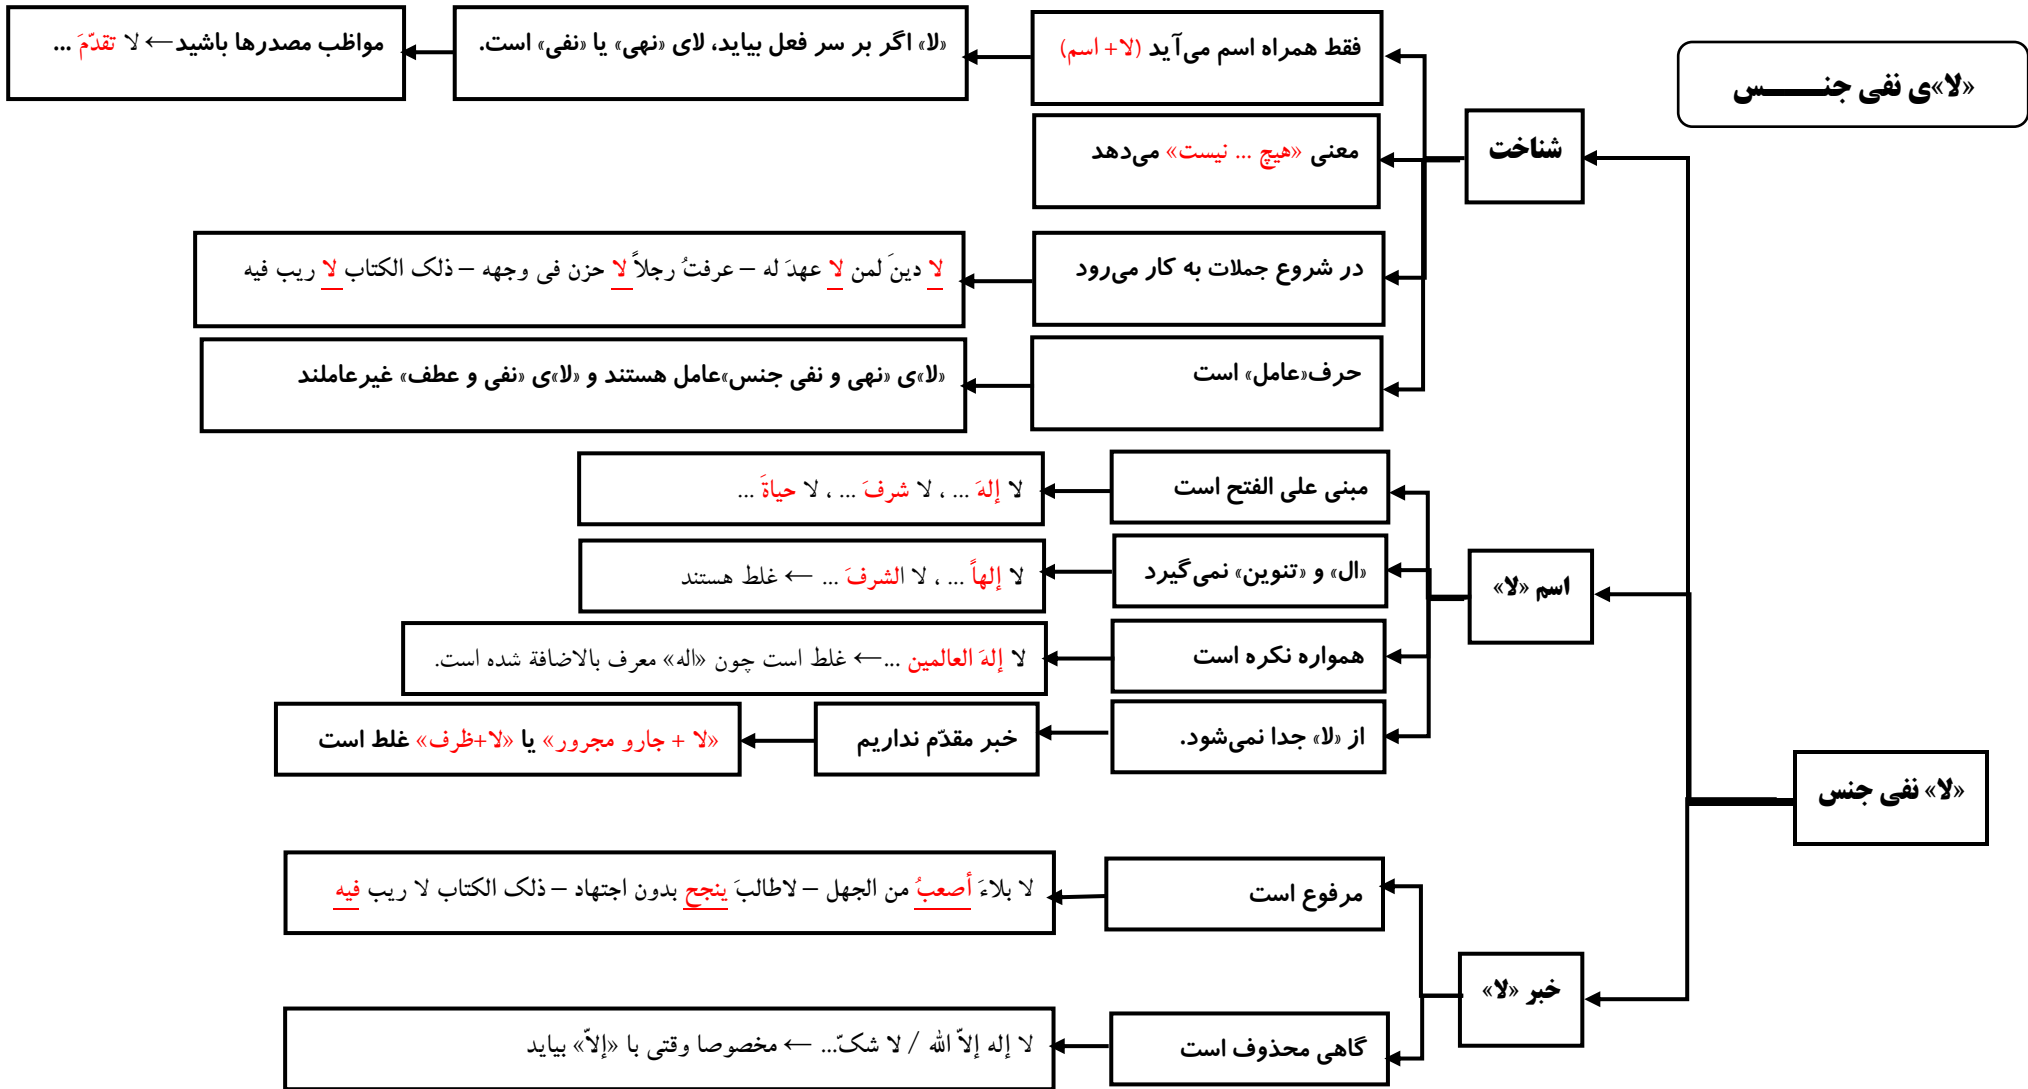 «لا»ی نفی جنـــــــس
«لا» نفی جنس
شناخت
فقط همراه اسم می‌آید (لا+ اسم)
«لا» اگر بر سر فعل بیاید، لای «نهی» یا «نفی» است.
مواظب مصدرها باشید← لا تقدّمَ ...
معنی «هیچ ... نیست» می‌دهد
در شروع جملات به کار می‌رود
لا دینَ لمن لا عهدَ له – عرفتُ رجلاً لا حزن فی وجهه – ذلک الکتاب لا ریب فیه
حرف«عامل» است
«لا»ی «نهی و نفی جنس»عامل هستند و «لا»ی «نفی و عطف» غیرعاملند
اسم «لا»
مبنی علی الفتح است
لا إلهَ ... ، لا شرفَ ... ، لا حیاةَ ...
«ال» و «تنوین» نمی‌گیرد
لا إلهاً ... ، لا الشرفَ ... ← غلط هستند
همواره نکره است
لا إلهَ العالمین ...← غلط است چون «اله» معرف بالاضافة شده است.
از «لا» جدا نمی‌شود.
خبر مقدّم نداریم
«لا + جارو مجرور» یا «لا+ظرف» غلط است
خبر «لا»
مرفوع است
لا بلاءَ أصعبُ من الجهل – لاطالبَ ینجح بدون اجتهاد – ذلک الکتاب لا ریب فیه
گاهی محذوف است
لا إله إلاّ الله / لا شکّ... ← مخصوصا وقتی با «إلاّ» بیاید